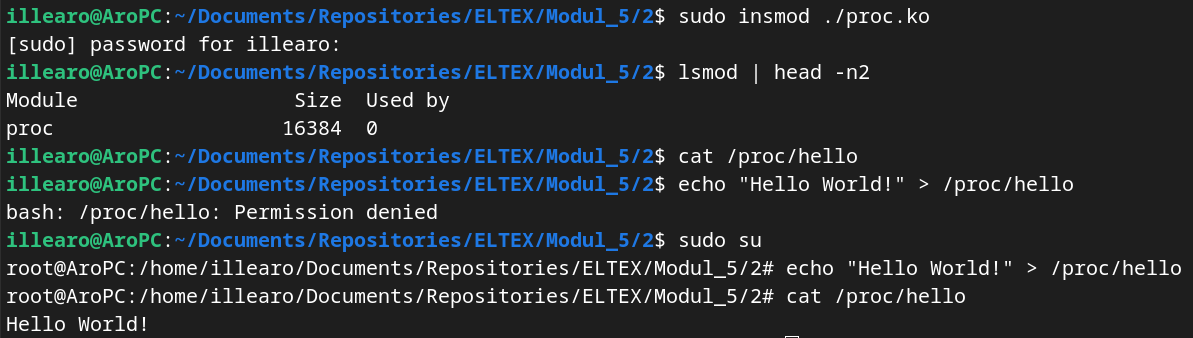 illearo@AroPC:~/Documents/Repositories/ELTEX/Modul_5/2$ sudo insmod ./proc.ko
[sudo] password for illearo:
illearo@AroPC:~/Documents/Repositories/ELTEX/Modul_5/2$ lsmod | head -n2
Module                  Size  Used by
proc                   16384  0
illearo@AroPC:~/Documents/Repositories/ELTEX/Modul_5/2$ cat /proc/hello
illearo@AroPC:~/Documents/Repositories/ELTEX/Modul_5/2$ echo "Hello World!" > /proc/hello
bash: /proc/hello: Permission denied
illearo@AroPC:~/Documents/Repositories/ELTEX/Modul_5/2$ sudo su
root@AroPC:/home/illearo/Documents/Repositories/ELTEX/Modul_5/2# echo "Hello World!" > /proc/hello
root@AroPC:/home/illearo/Documents/Repositories/ELTEX/Modul_5/2# cat /proc/hello
Hello World!